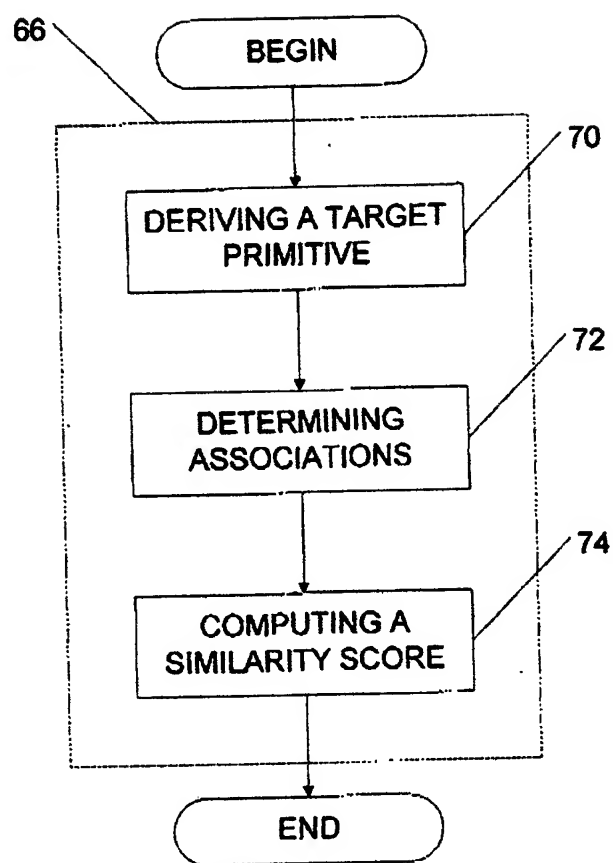 66
BEGIN
70
DERIVING A TARGET
PRIMITIVE
72
DETERMINING
ASSOCIATIONS
74
COMPUTING A
SIMILARITY SCORE
END